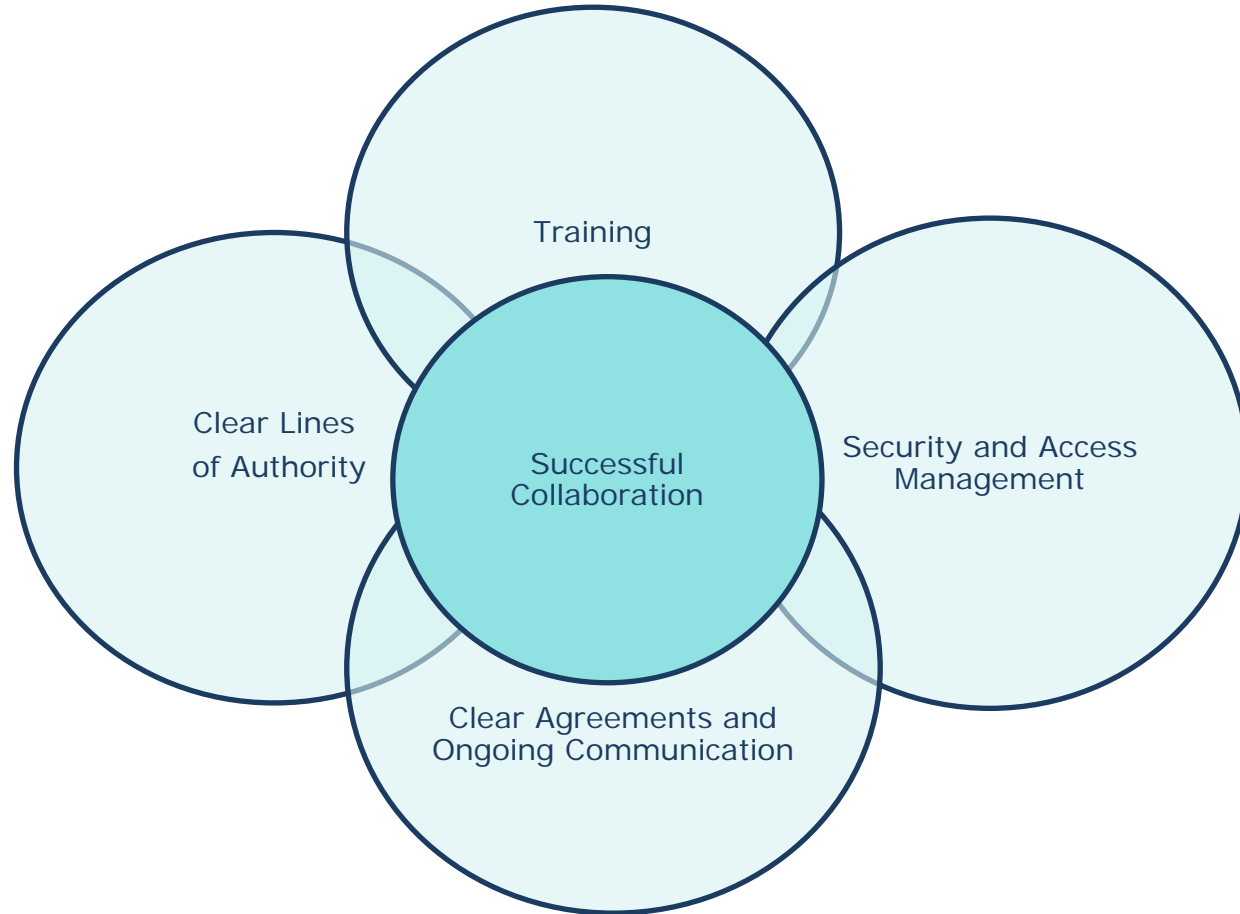 Training
Clear Lines
of Authority
Successful
Collaboration
Security and Access
Management
Clear Agreements and
Ongoing Communication